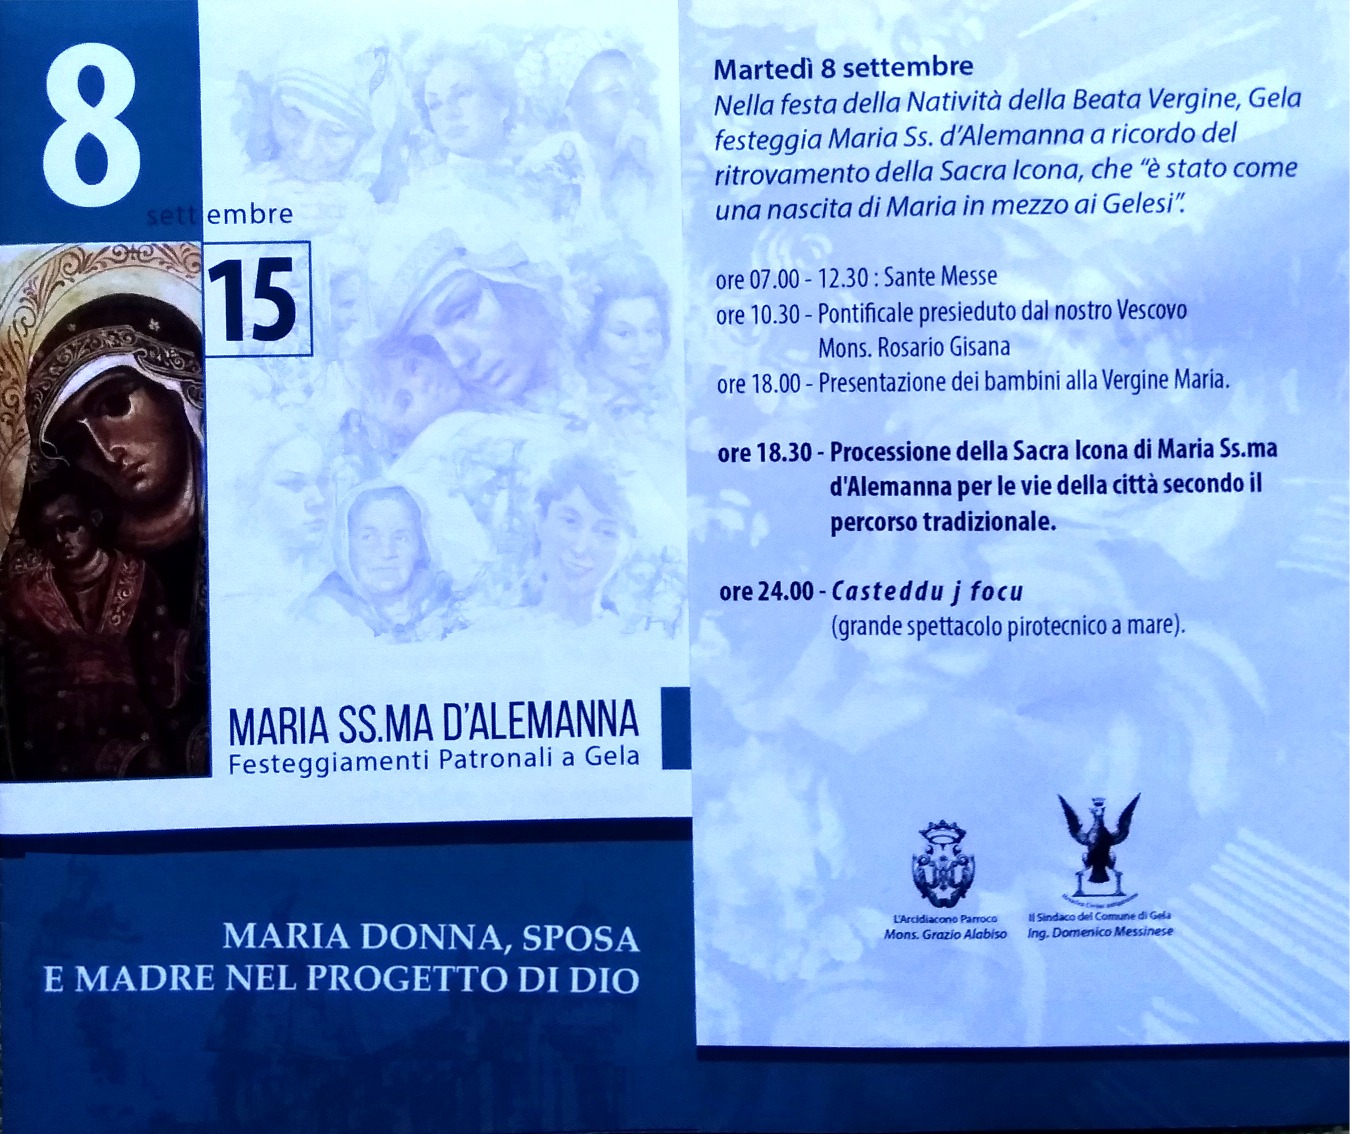 8
settembre
15
MARIA SS.MA D'ALEMANNA
Festeggiamenti Patronali a Gela
MARIA DONNA, SPOSA
E MADRE NEL PROGETTO DI DIO
Martedì 8 settembre
Nella festa della Natività della Beata Vergine, Gela
festeggia Maria Ss. d'Alemanna a ricordo del
ritrovamento della Sacra Icona, che “è stato come
una nascita di Maria in mezzo ai Gelesi”.
ore 07.00 - 12.30 : Sante Messe
ore 10.30 - Pontificale presieduto dal nostro Vescovo
Mons. Rosario Gisana
ore 18.00 - Presentazione dei bambini alla Vergine Maria.
ore 18.30 - Processione della Sacra Icona di Maria Ss.ma
d'Alemanna per le vie della città secondo il
percorso tradizionale.
ore 24.00 - Casteddu j focu
(grande spettacolo pirotecnico a mare).
L'Arcidiacono Parroco
Mons. Grazio Alabiso
Il Sindaco del Comune di Gela
Ing. Domenico Messinese